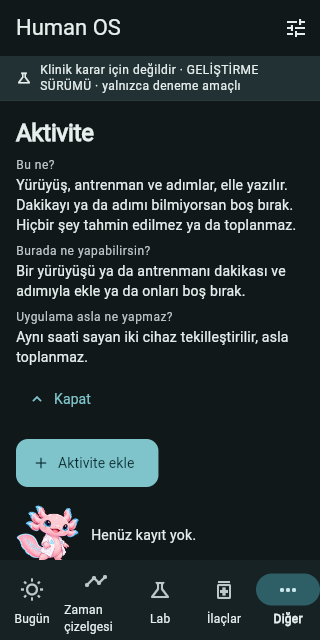 Human OS
Klinik karar için değildir · GELİŞTİRME
SÜRÜMÜ · yalnızca deneme amaçlı
Aktivite
Bu ne?
Yürüyüş, antrenman ve adımlar, elle yazılır.
Dakikayı ya da adımı bilmiyorsan boş bırak.
Hiçbir şey tahmin edilmez ya da toplanmaz.
Burada ne yapabilirsin?
Bir yürüyüşü ya da antrenmanı dakikası ve
adımıyla ekle ya da onları boş bırak.
Uygulama asla ne yapmaz?
Aynı saati sayan iki cihaz tekilleştirilir, asla
toplanmaz.
Kapat
Aktivite ekle
Henüz kayıt yok.
Bugün
Zaman
çizelgesi
Lab
İlaçlar
Diğer